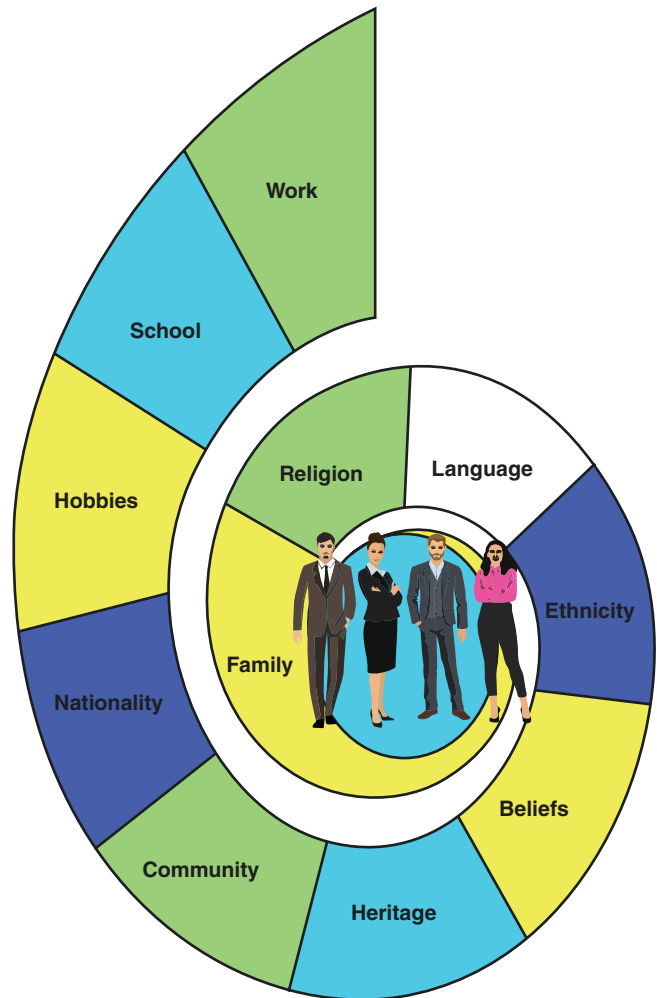 Work
School
Religion
Language
Hobbies
Ethnicity
Family
Nationality
Beliefs
Community
Heritage